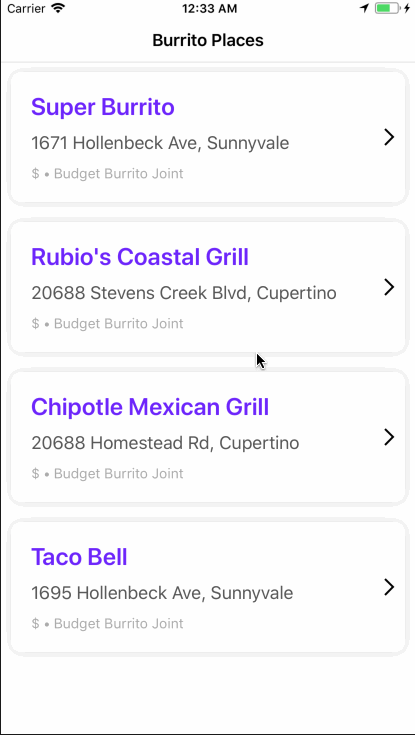 Carrier 12:33 AM
Burrito Places
Super Burrito
1671 Hollenbeck Ave, Sunnyvale
$ • Budget Burrito Joint
Rubio's Coastal Grill
20688 Stevens Creek Blvd, Cupertino
$ • Budget Burrito Joint
Chipotle Mexican Grill
20688 Homestead Rd, Cupertino
$ • Budget Burrito Joint
Taco Bell
1695 Hollenbeck Ave, Sunnyvale
$ • Budget Burrito Joint